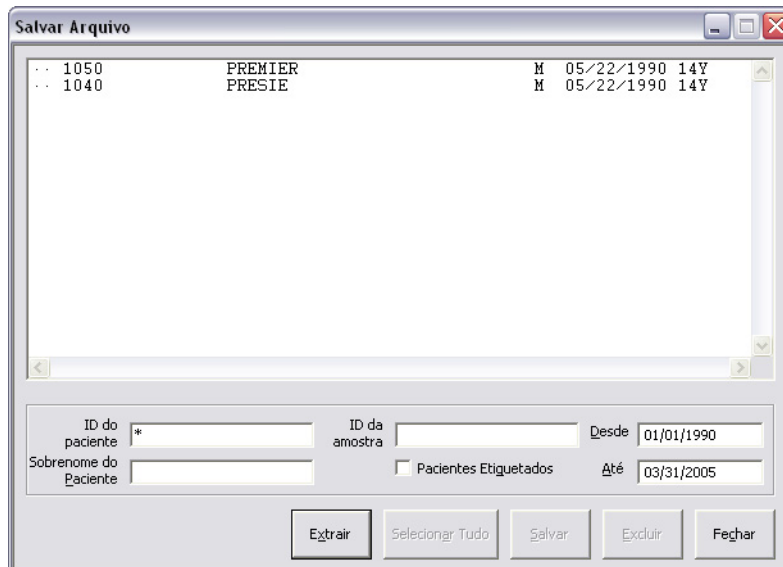 Salvar Arquivo
·· 1050 PREMIER M 05/22/1990 14Y
·· 1040 PRESIE M 05/22/1990 14Y
ID do paciente * ID da amostra Desde 01/01/1990
Sobrenome do Paciente Pacientes Etiquetados Até 03/31/2005
Extrair Selecionar Tudo Salvar Excluir Fechar